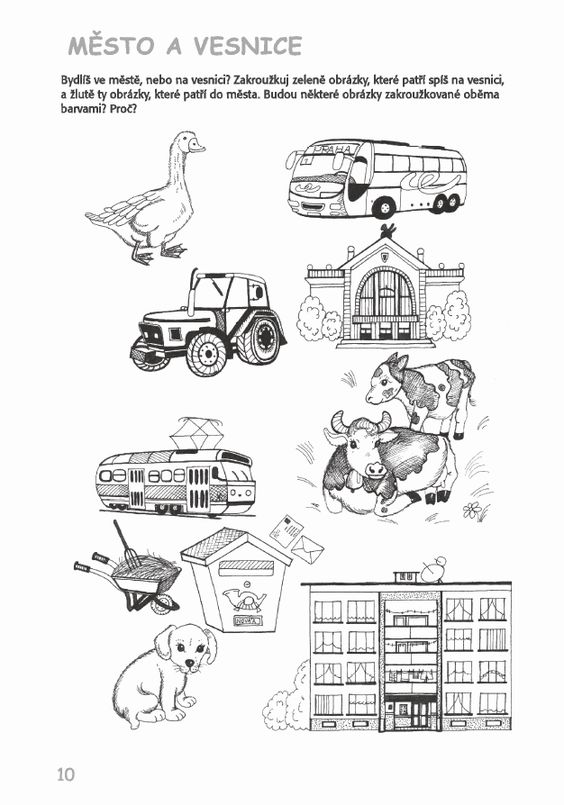 MĚSTO A VESNICE
Bydlíš ve městě, nebo na vesnici? Zakroužkuj zeleně obrázky, které patří spíš na vesnici,
a žlutě ty obrázky, které patří do města. Budou některé obrázky zakroužkované oběma
barvami? Proč?
PRAHA
10